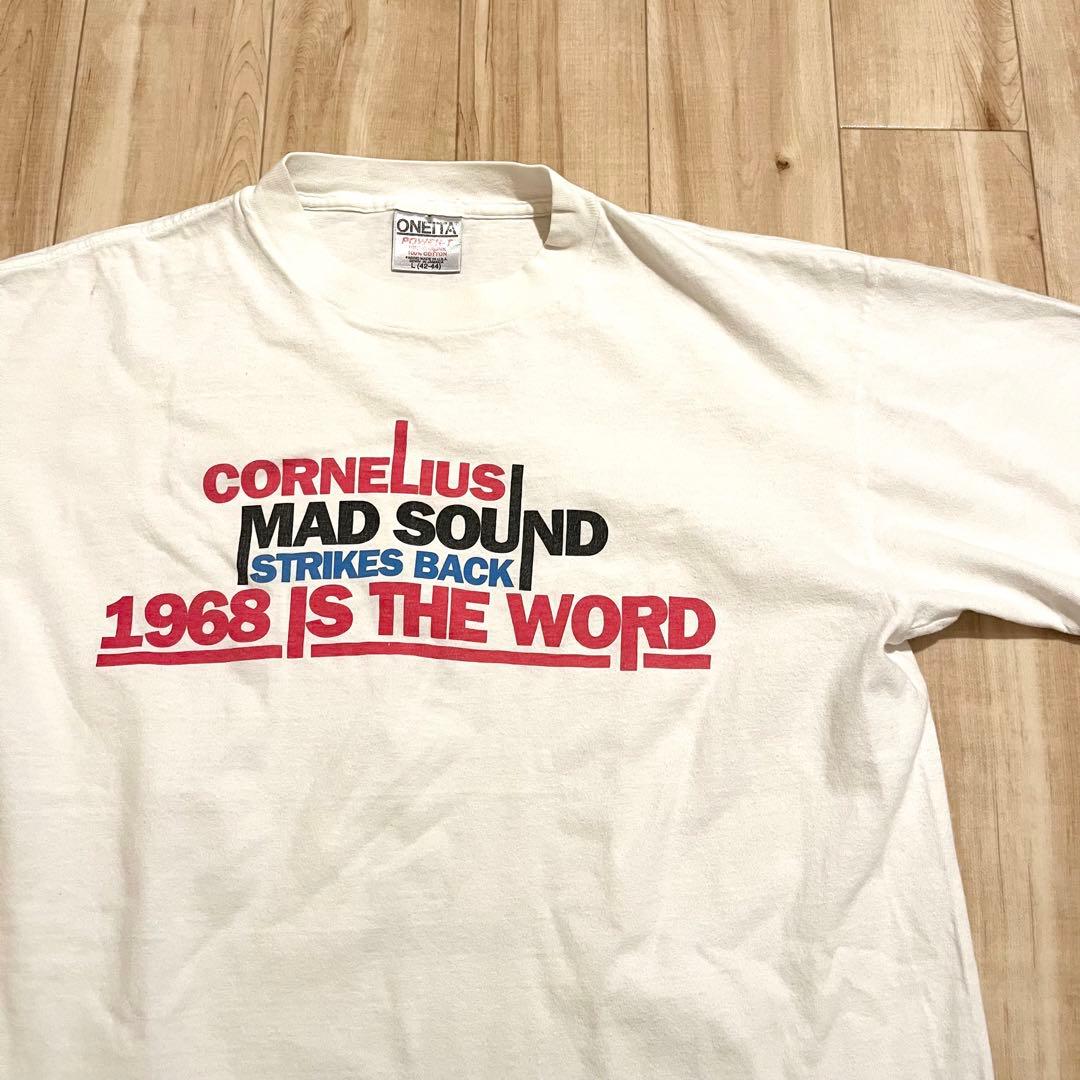 ONEITA
POWER-T
100% COTTON
L (42-44)
CORNELIUS
MAD SOUND
STRIKES BACK
1968 IS THE WORD